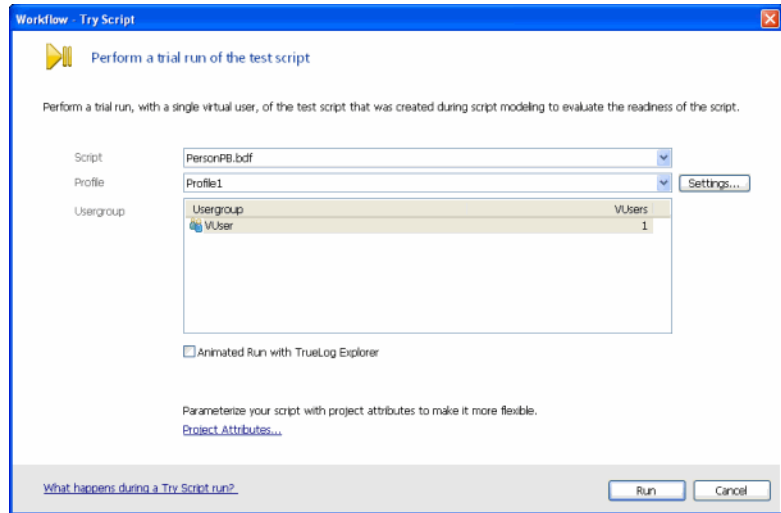 Workflow - Try Script
Perform a trial run of the test script
Perform a trial run, with a single virtual user, of the test script that was created during script modeling to evaluate the readiness of the script.
Script
PersonPB.bdf
Profile
Profile1
Settings...
Usergroup
Usergroup VUsers
VUser 1
Animated Run with TrueLog Explorer
Parameterize your script with project attributes to make it more flexible.
Project Attributes...
What happens during a Try Script run?
Run
Cancel